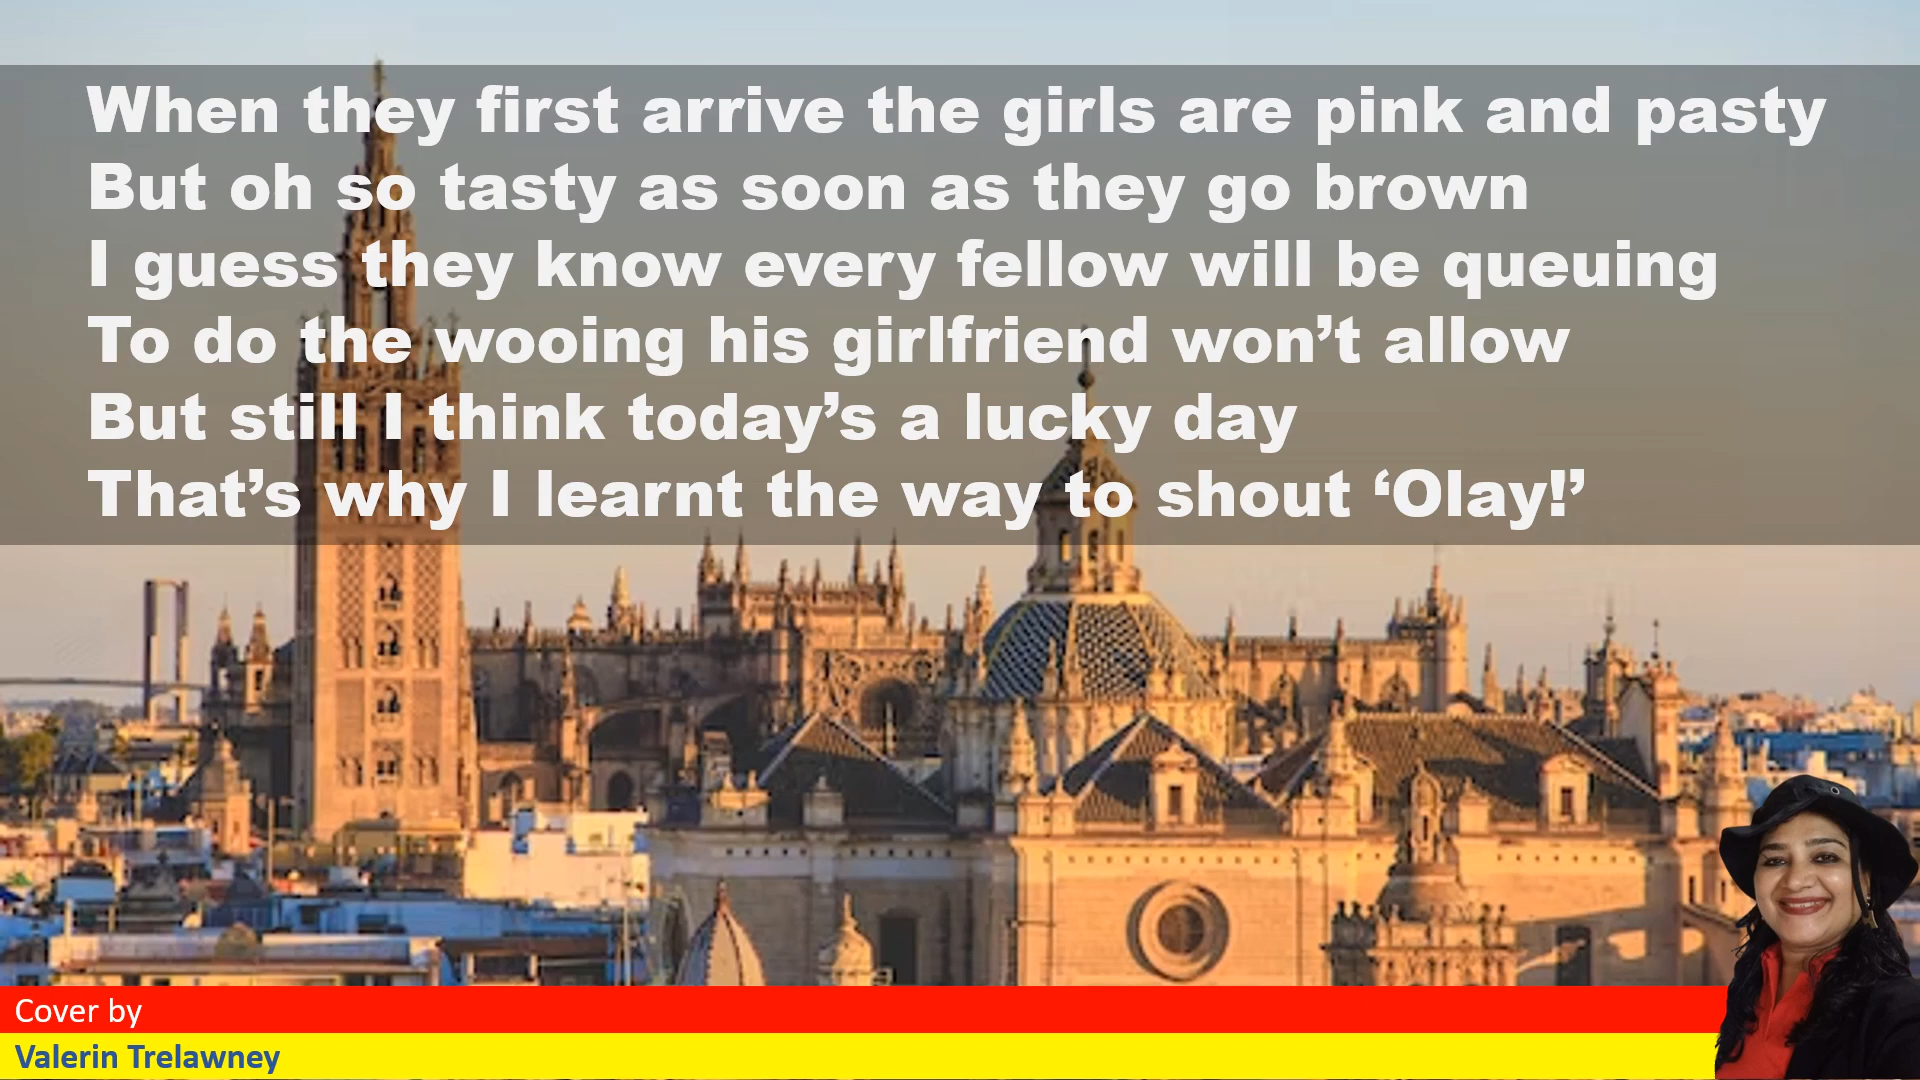 When they first arrive the girls are pink and pasty
But oh so tasty as soon as they go brown
I guess they know every fellow will be queuing
To do the wooing his girlfriend won’t allow
But still I think today’s a lucky day
That’s why I learnt the way to shout ‘Olay!’
Cover by
Valerin Trelawney